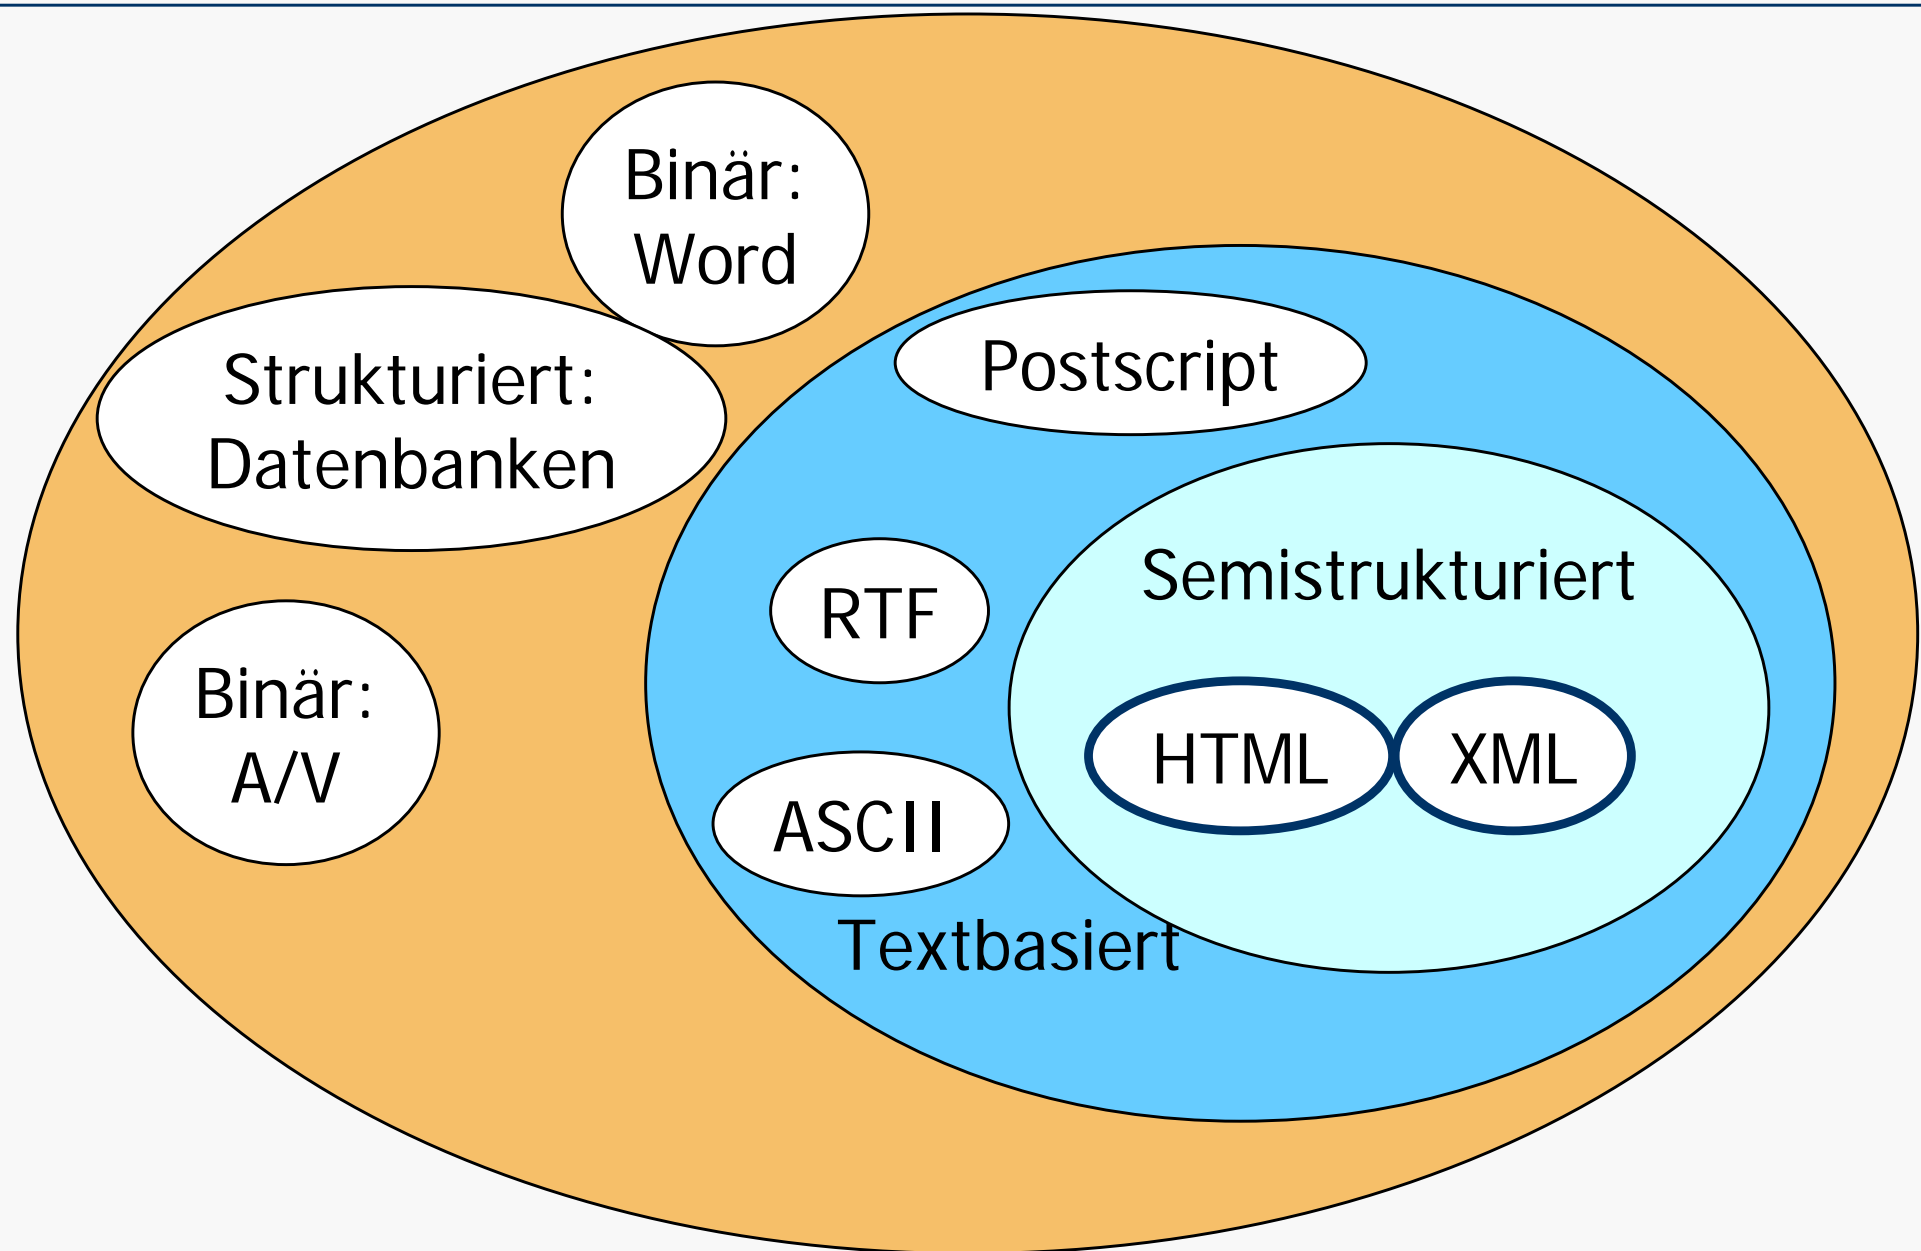 Binär:
Word
Strukturiert:
Datenbanken
Postscript
Semistrukturiert
RTF
Binär:
A/V
HTML
XML
ASCII
Textbasiert